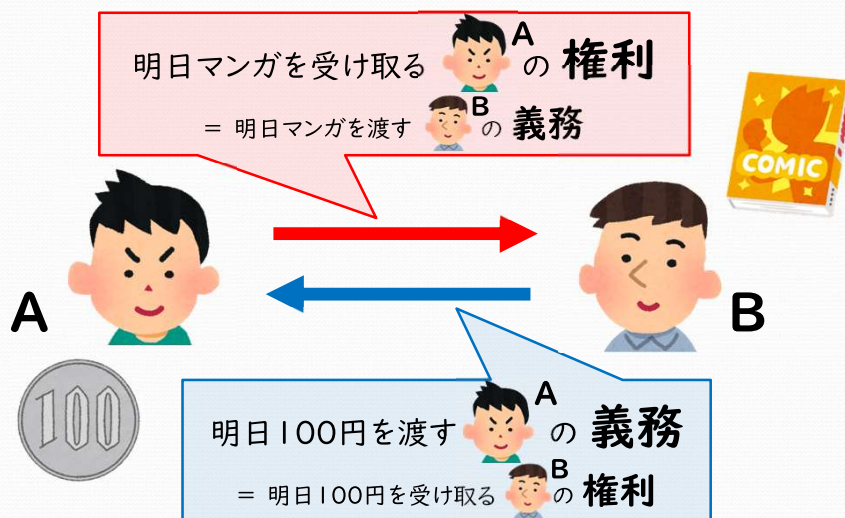 明日マンガを受け取る A の 権利
= 明日マンガを渡す B の 義務
COMIC
A
B
100
明日100円を渡す A の 義務
= 明日100円を受け取る B の 権利